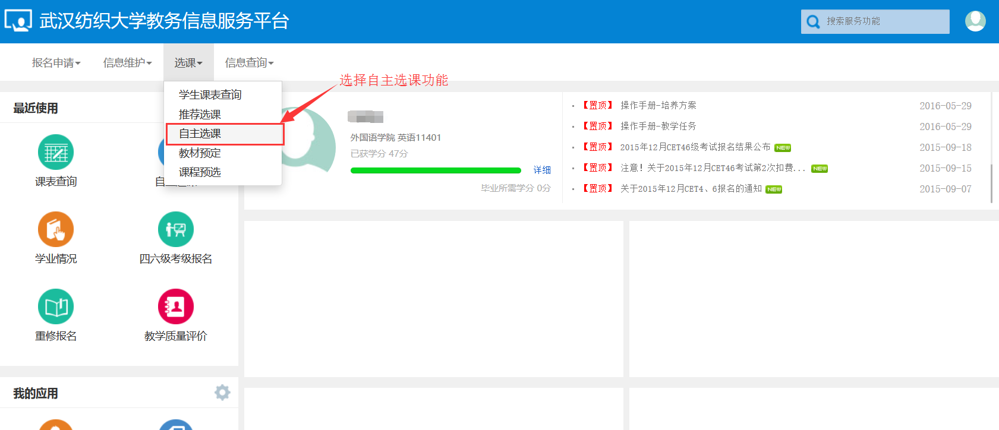 武汉纺织大学教务信息服务平台
搜索服务功能
报名申请
信息维护
选课
信息查询
选择自主选课功能
学生课表查询
推荐选课
自主选课
教材预定
课程预选
最近使用
课表查询
学业情况
四六级考级报名
重修报名
教学质量评价
我的应用
外国语学院 英语11401
已获学分 47分
详细
毕业所需学分 0分
【置顶】 操作手册-培养方案 2016-05-29
【置顶】 操作手册-教学任务 2016-05-29
【置顶】 2015年12月CET46级考试报名结果公布 NEW 2015-09-18
【置顶】 注意！关于2015年12月CET46考试第2次扣费... NEW 2015-09-15
【置顶】 关于2015年12月CET4、6报名的通知 NEW 2015-09-07